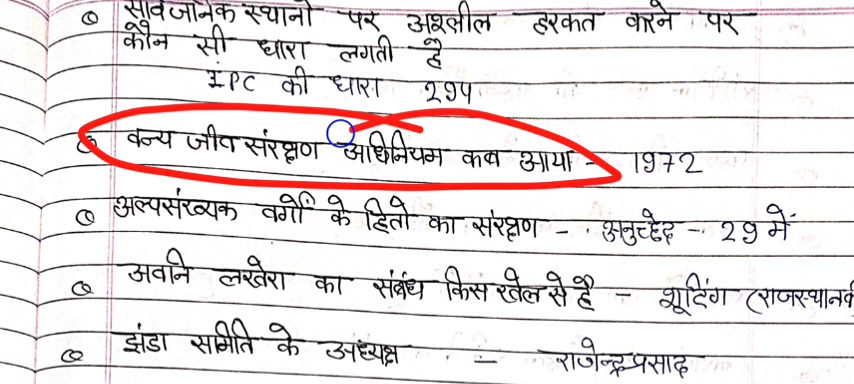 सार्वजनिक स्थानो पर अश्लील हरकत करने पर
कौन सी धारा लगती है
IPC की धारा 294
वन्य जीव संरक्षण अधिनियम कब आया - 1972
अल्पसंख्यक वर्गों के हितो का संरक्षण - अनुच्छेद - 29 में
अवनि लखेरा का संबंध किस खेल से है - शूटिंग (राजस्थान
झंडा समिति के अध्यक्ष - राजेन्द्र प्रसाद